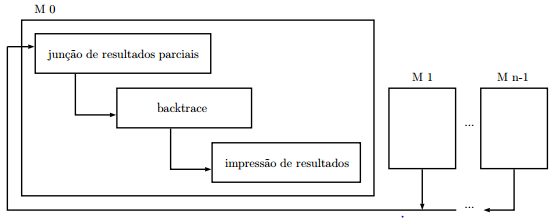 M 0
junção de resultados parciais
M 1
M n-1
backtrace
...
impressão de resultados
...